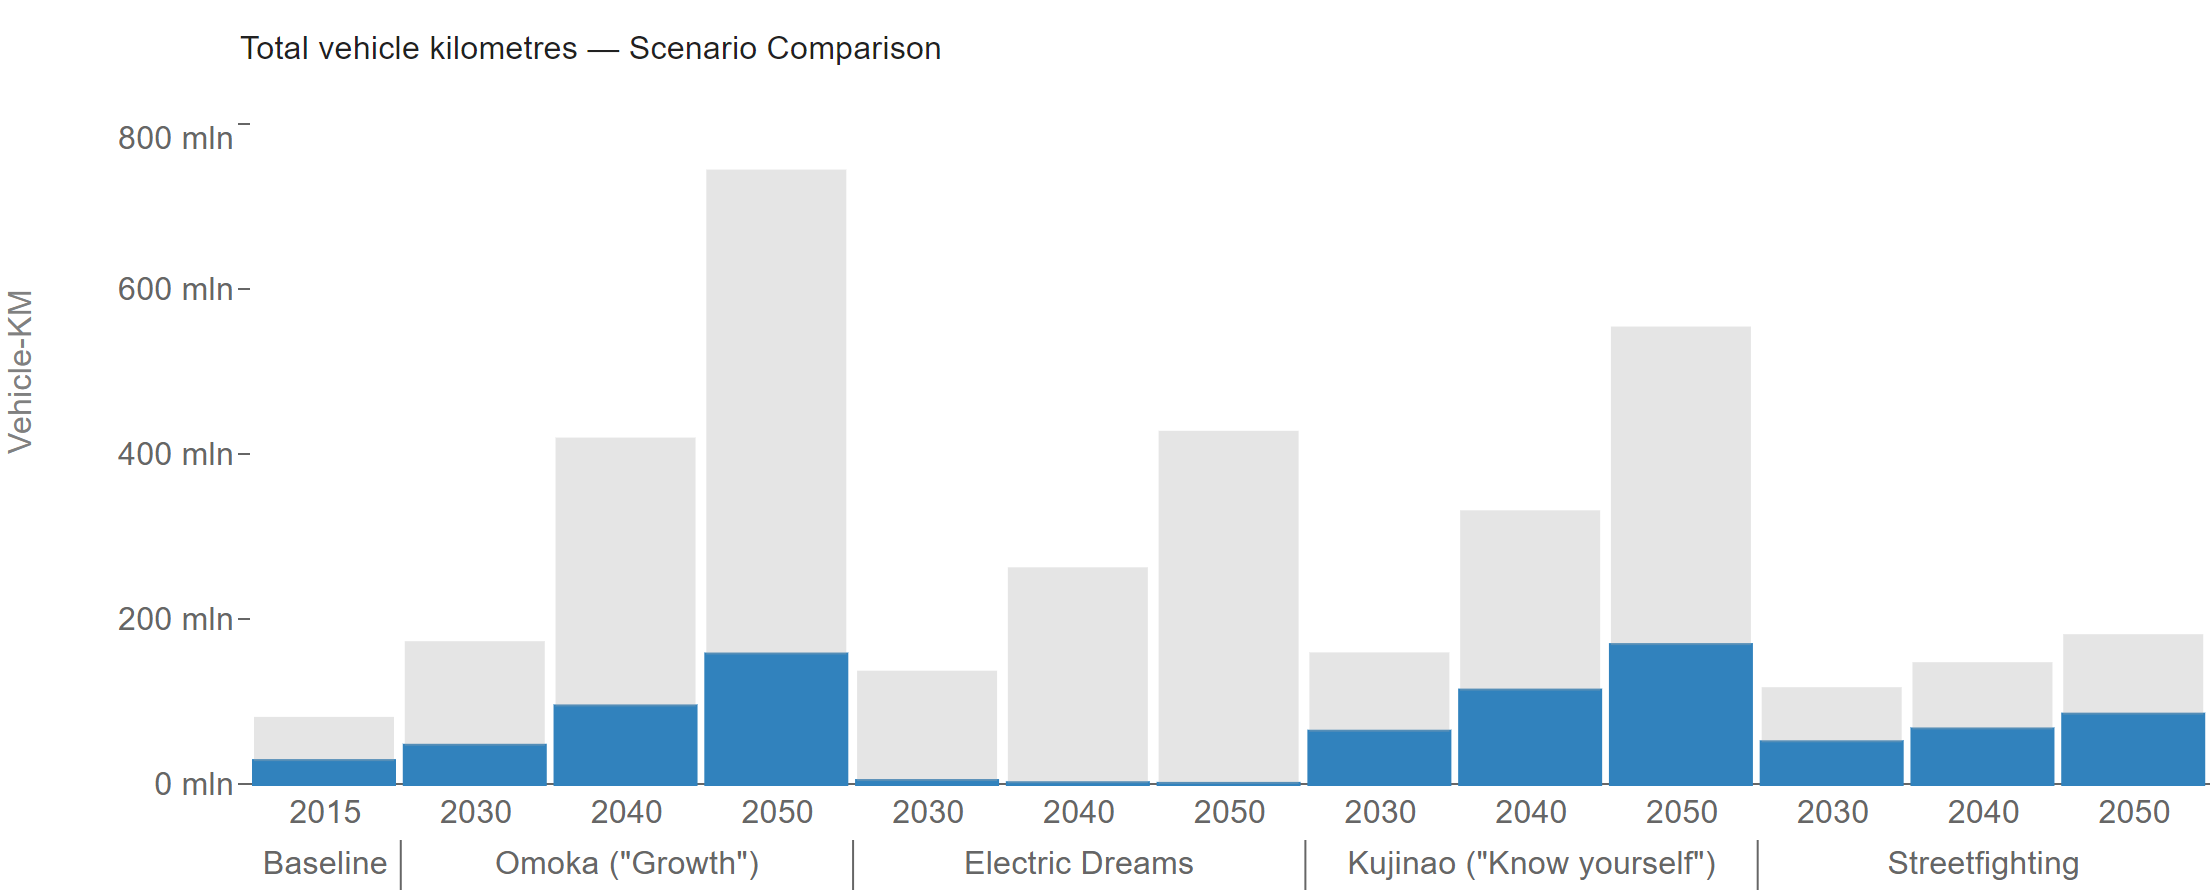 Total vehicle kilometres — Scenario Comparison
Vehicle-KM
800 mln
600 mln
400 mln
200 mln
0 mln
2015 2030 2040 2050 2030 2040 2050 2030 2040 2050 2030 2040 2050
Baseline Omoka ("Growth") Electric Dreams Kujinao ("Know yourself") Streetfighting